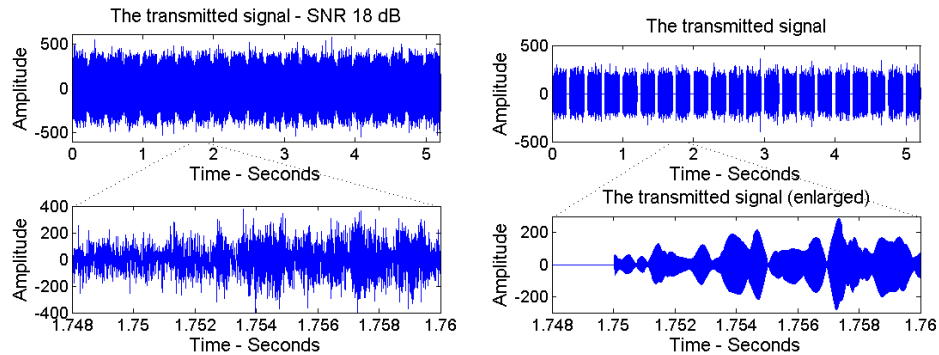 The transmitted signal - SNR 18 dB
500
0
-500
Amplitude
0 1 2 3 4 5
Time - Seconds
400
200
0
-200
-400
Amplitude
1.748 1.75 1.752 1.754 1.756 1.758 1.76
Time - Seconds
The transmitted signal
500
0
-500
Amplitude
0 1 2 3 4 5
Time - Seconds
The transmitted signal (enlarged)
200
0
-200
Amplitude
1.748 1.75 1.752 1.754 1.756 1.758 1.76
Time - Seconds